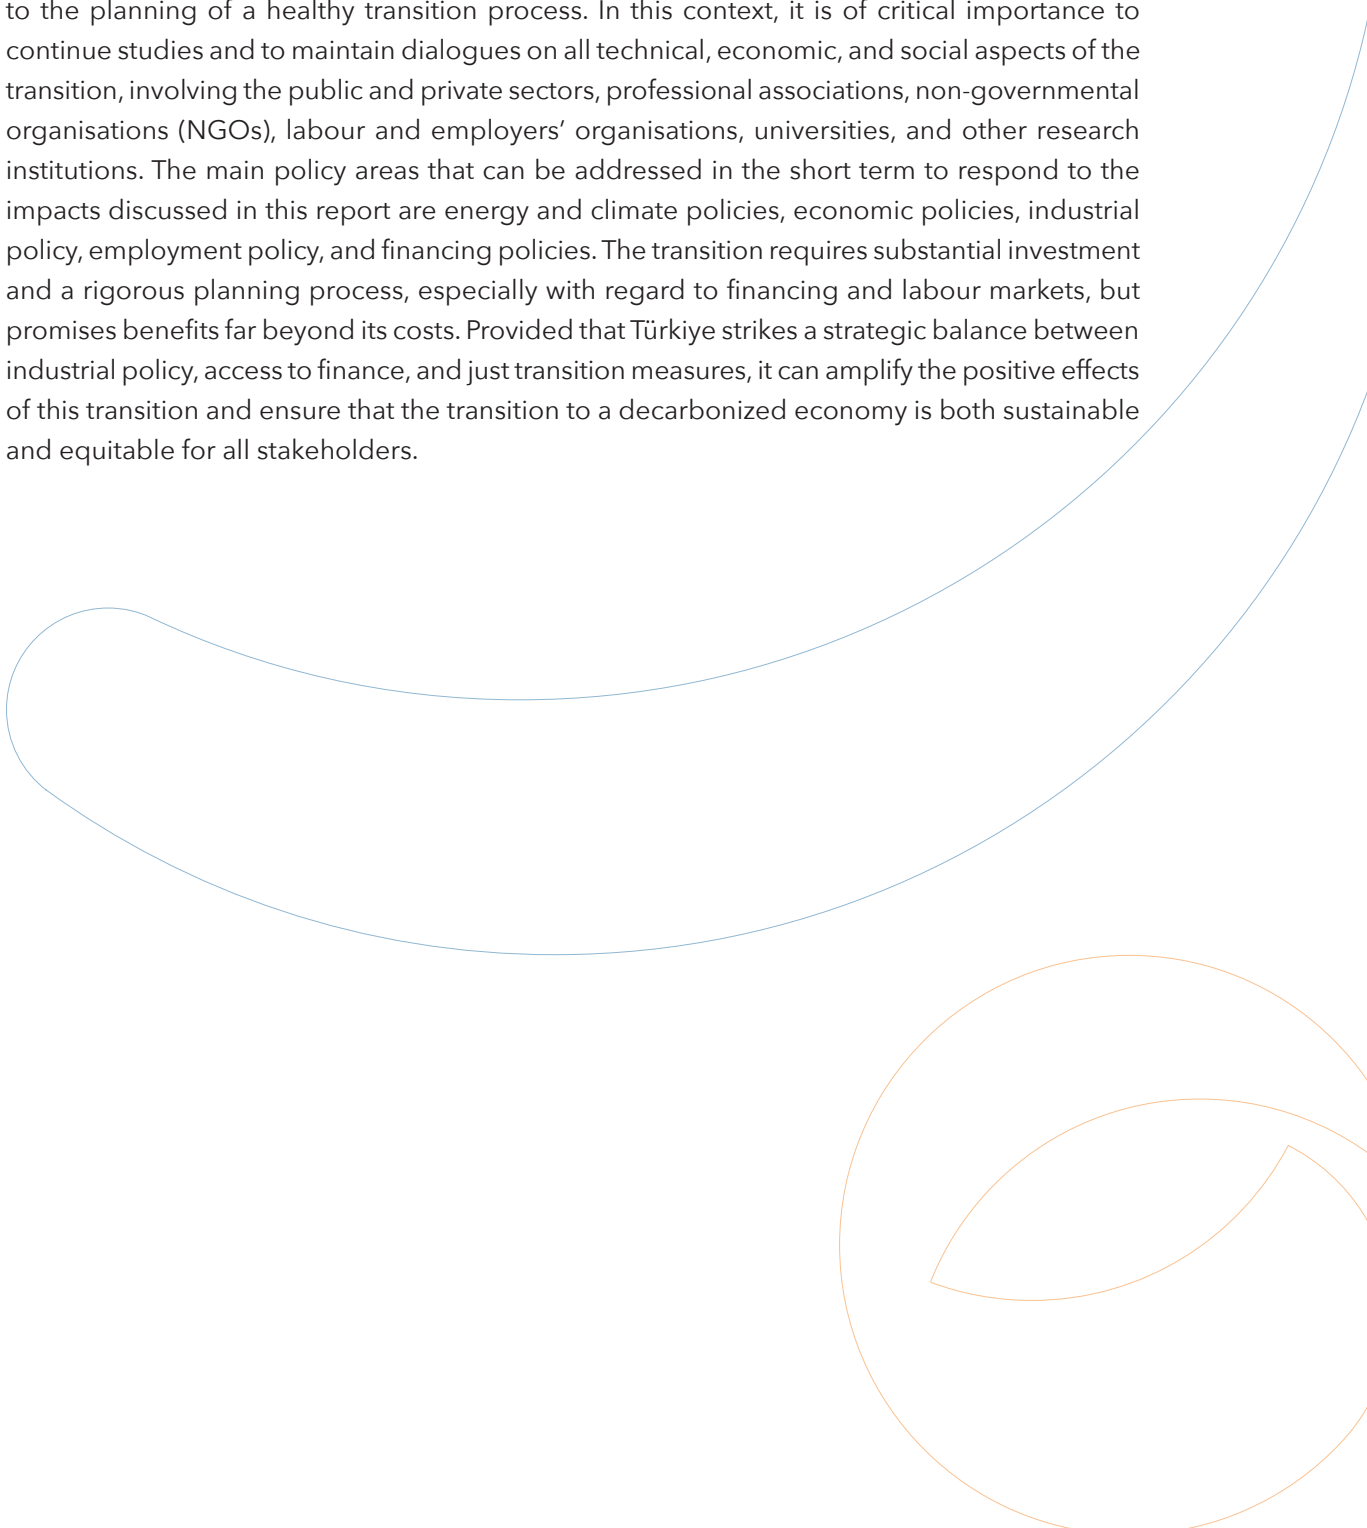 to the planning of a healthy transition process. In this context, it is of critical importance to
continue studies and to maintain dialogues on all technical, economic, and social aspects of the
transition, involving the public and private sectors, professional associations, non-governmental
organisations (NGOs), labour and employers’ organisations, universities, and other research
institutions. The main policy areas that can be addressed in the short term to respond to the
impacts discussed in this report are energy and climate policies, economic policies, industrial
policy, employment policy, and financing policies. The transition requires substantial investment
and a rigorous planning process, especially with regard to financing and labour markets, but
promises benefits far beyond its costs. Provided that Türkiye strikes a strategic balance between
industrial policy, access to finance, and just transition measures, it can amplify the positive effects
of this transition and ensure that the transition to a decarbonized economy is both sustainable
and equitable for all stakeholders.